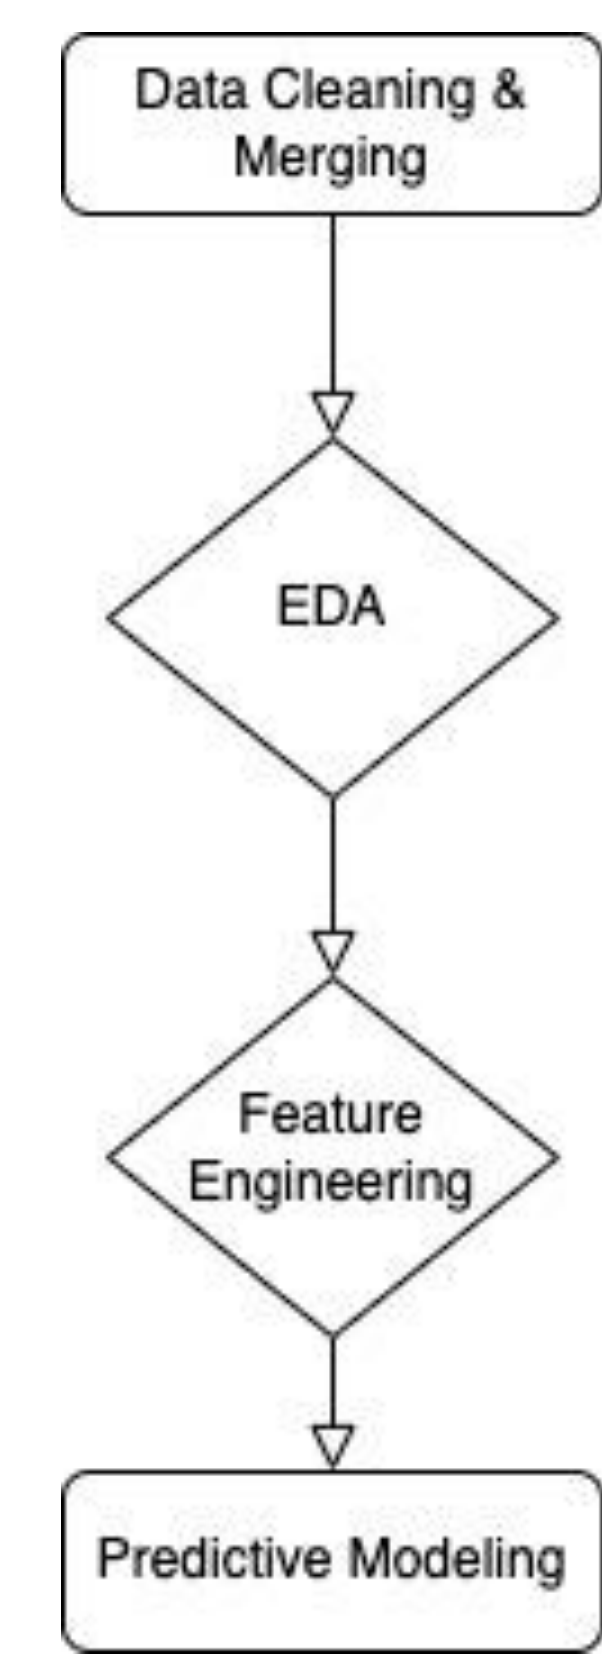 Data Cleaning &
Merging
EDA
Feature
Engineering
Predictive Modeling